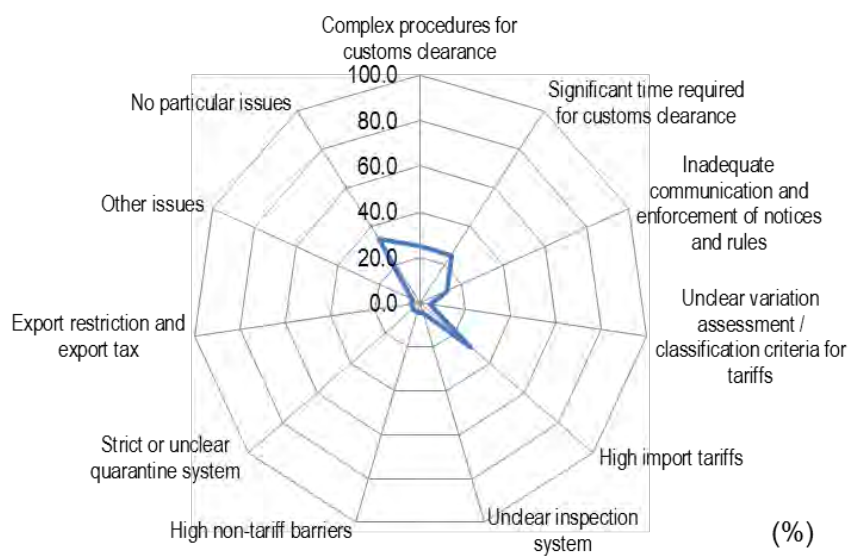 Complex procedures for
customs clearance
100.0
80.0
60.0
40.0
20.0
0.0
Significant time required
for customs clearance
Inadequate
communication and
enforcement of notices
and rules
Unclear variation
assessment /
classification criteria for
tariffs
High import tariffs
Unclear inspection
system
High non-tariff barriers
Strict or unclear
quarantine system
Export restriction and
export tax
Other issues
No particular issues
(%)